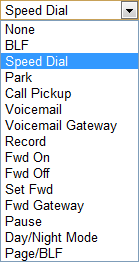 Speed Dial
None
BLF
Speed Dial
Park
Call Pickup
Voicemail
Voicemail Gateway
Record
Fwd On
Fwd Off
Set Fwd
Fwd Gateway
Pause
Day/Night Mode
Page/BLF